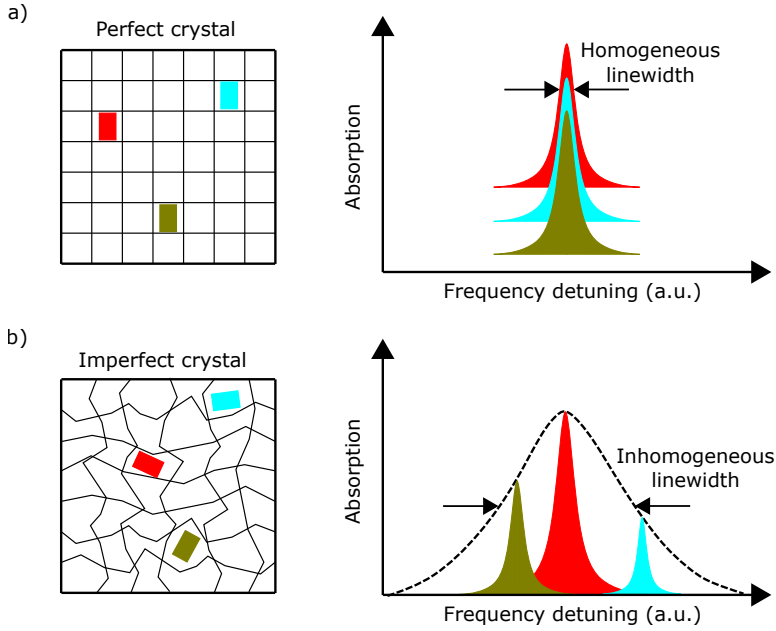 a)
Perfect crystal
Absorption
Homogeneous
linewidth
Frequency detuning (a.u.)
b)
Imperfect crystal
Absorption
Inhomogeneous
linewidth
Frequency detuning (a.u.)